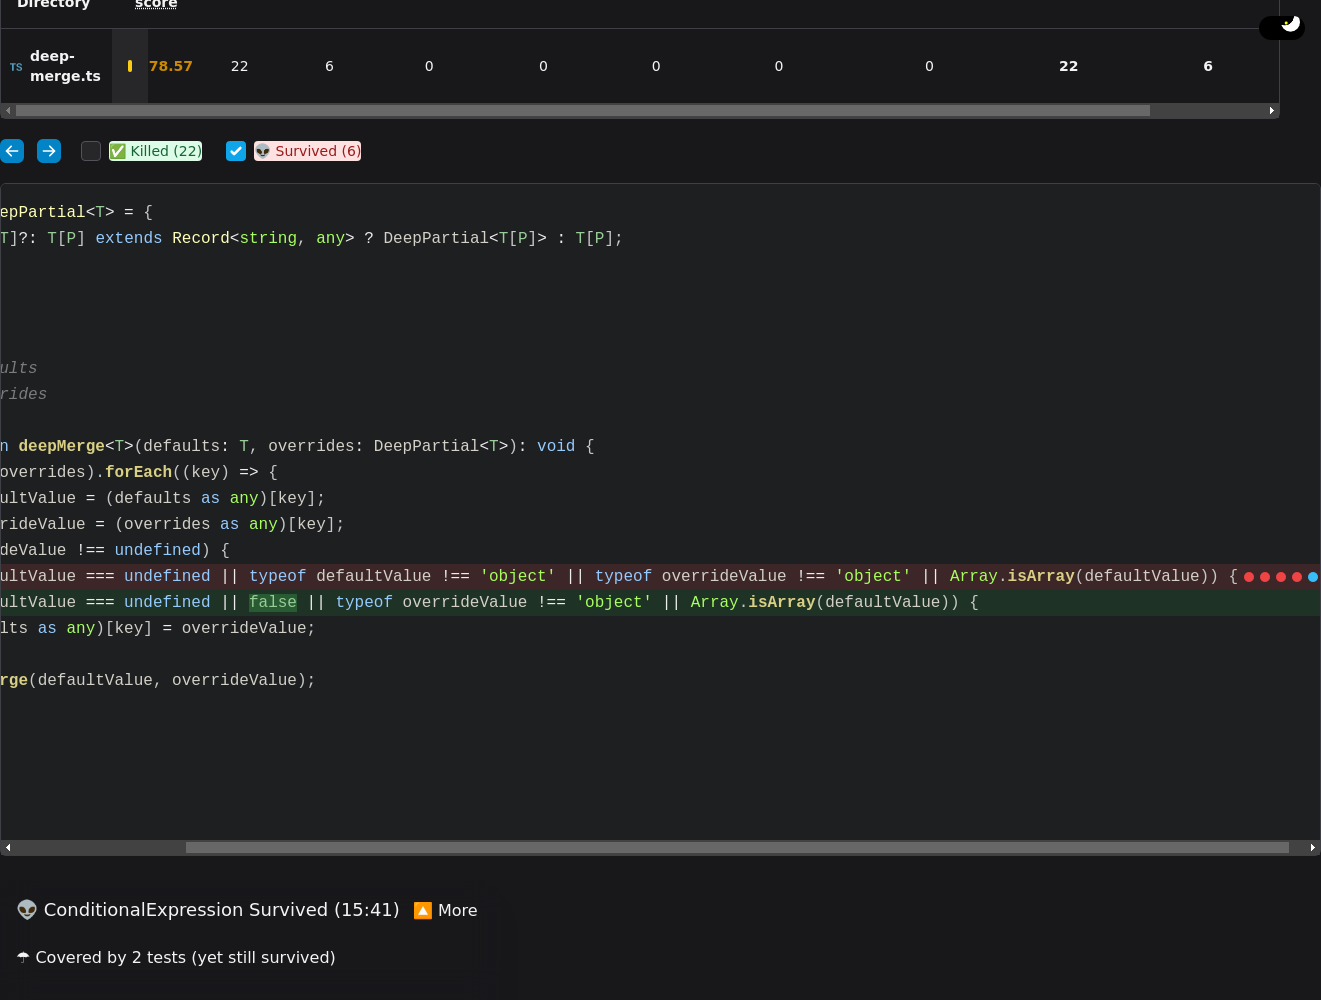 Directory score
TS deep-merge.ts 78.57 22 6 0 0 0 0 0 22 6
✅ Killed (22) 👽 Survived (6)
epPartial<T> = {
T]?: T[P] extends Record<string, any> ? DeepPartial<T[P]> : T[P];
ults
rides
n deepMerge<T>(defaults: T, overrides: DeepPartial<T>): void {
overrides).forEach((key) => {
ultValue = (defaults as any)[key];
rideValue = (overrides as any)[key];
deValue !== undefined) {
ultValue === undefined || typeof defaultValue !== 'object' || typeof overrideValue !== 'object' || Array.isArray(defaultValue)) {
ultValue === undefined || false || typeof overrideValue !== 'object' || Array.isArray(defaultValue)) {
lts as any)[key] = overrideValue;
rge(defaultValue, overrideValue);
👽 ConditionalExpression Survived (15:41) 🔼 More
☂ Covered by 2 tests (yet still survived)